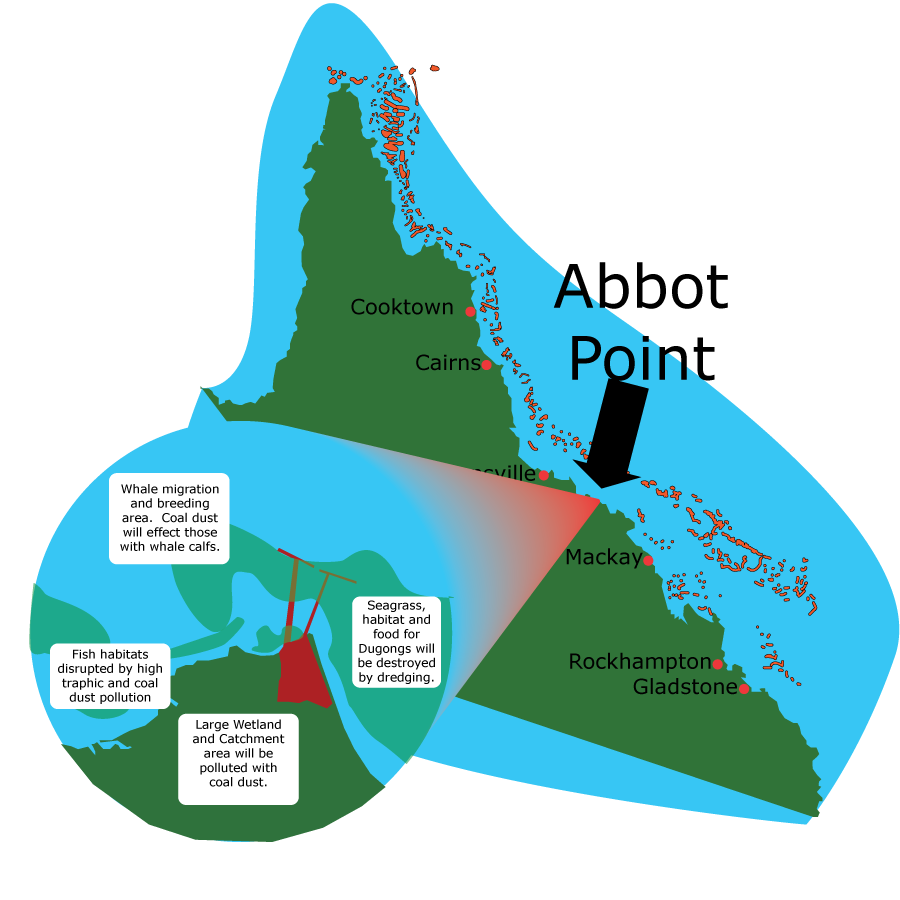 Abbot
Point
Cooktown
Cairns
sville
Mackay
Rockhampton
Gladstone
Whale migration
and breeding
area. Coal dust
will effect those
with whale calfs.
Seagrass,
habitat and
food for
Dugongs will
be destroyed
by dredging.
Fish habitats
disrupted by high
traphic and coal
dust pollution
Large Wetland
and Catchment
area will be
polluted with
coal dust.